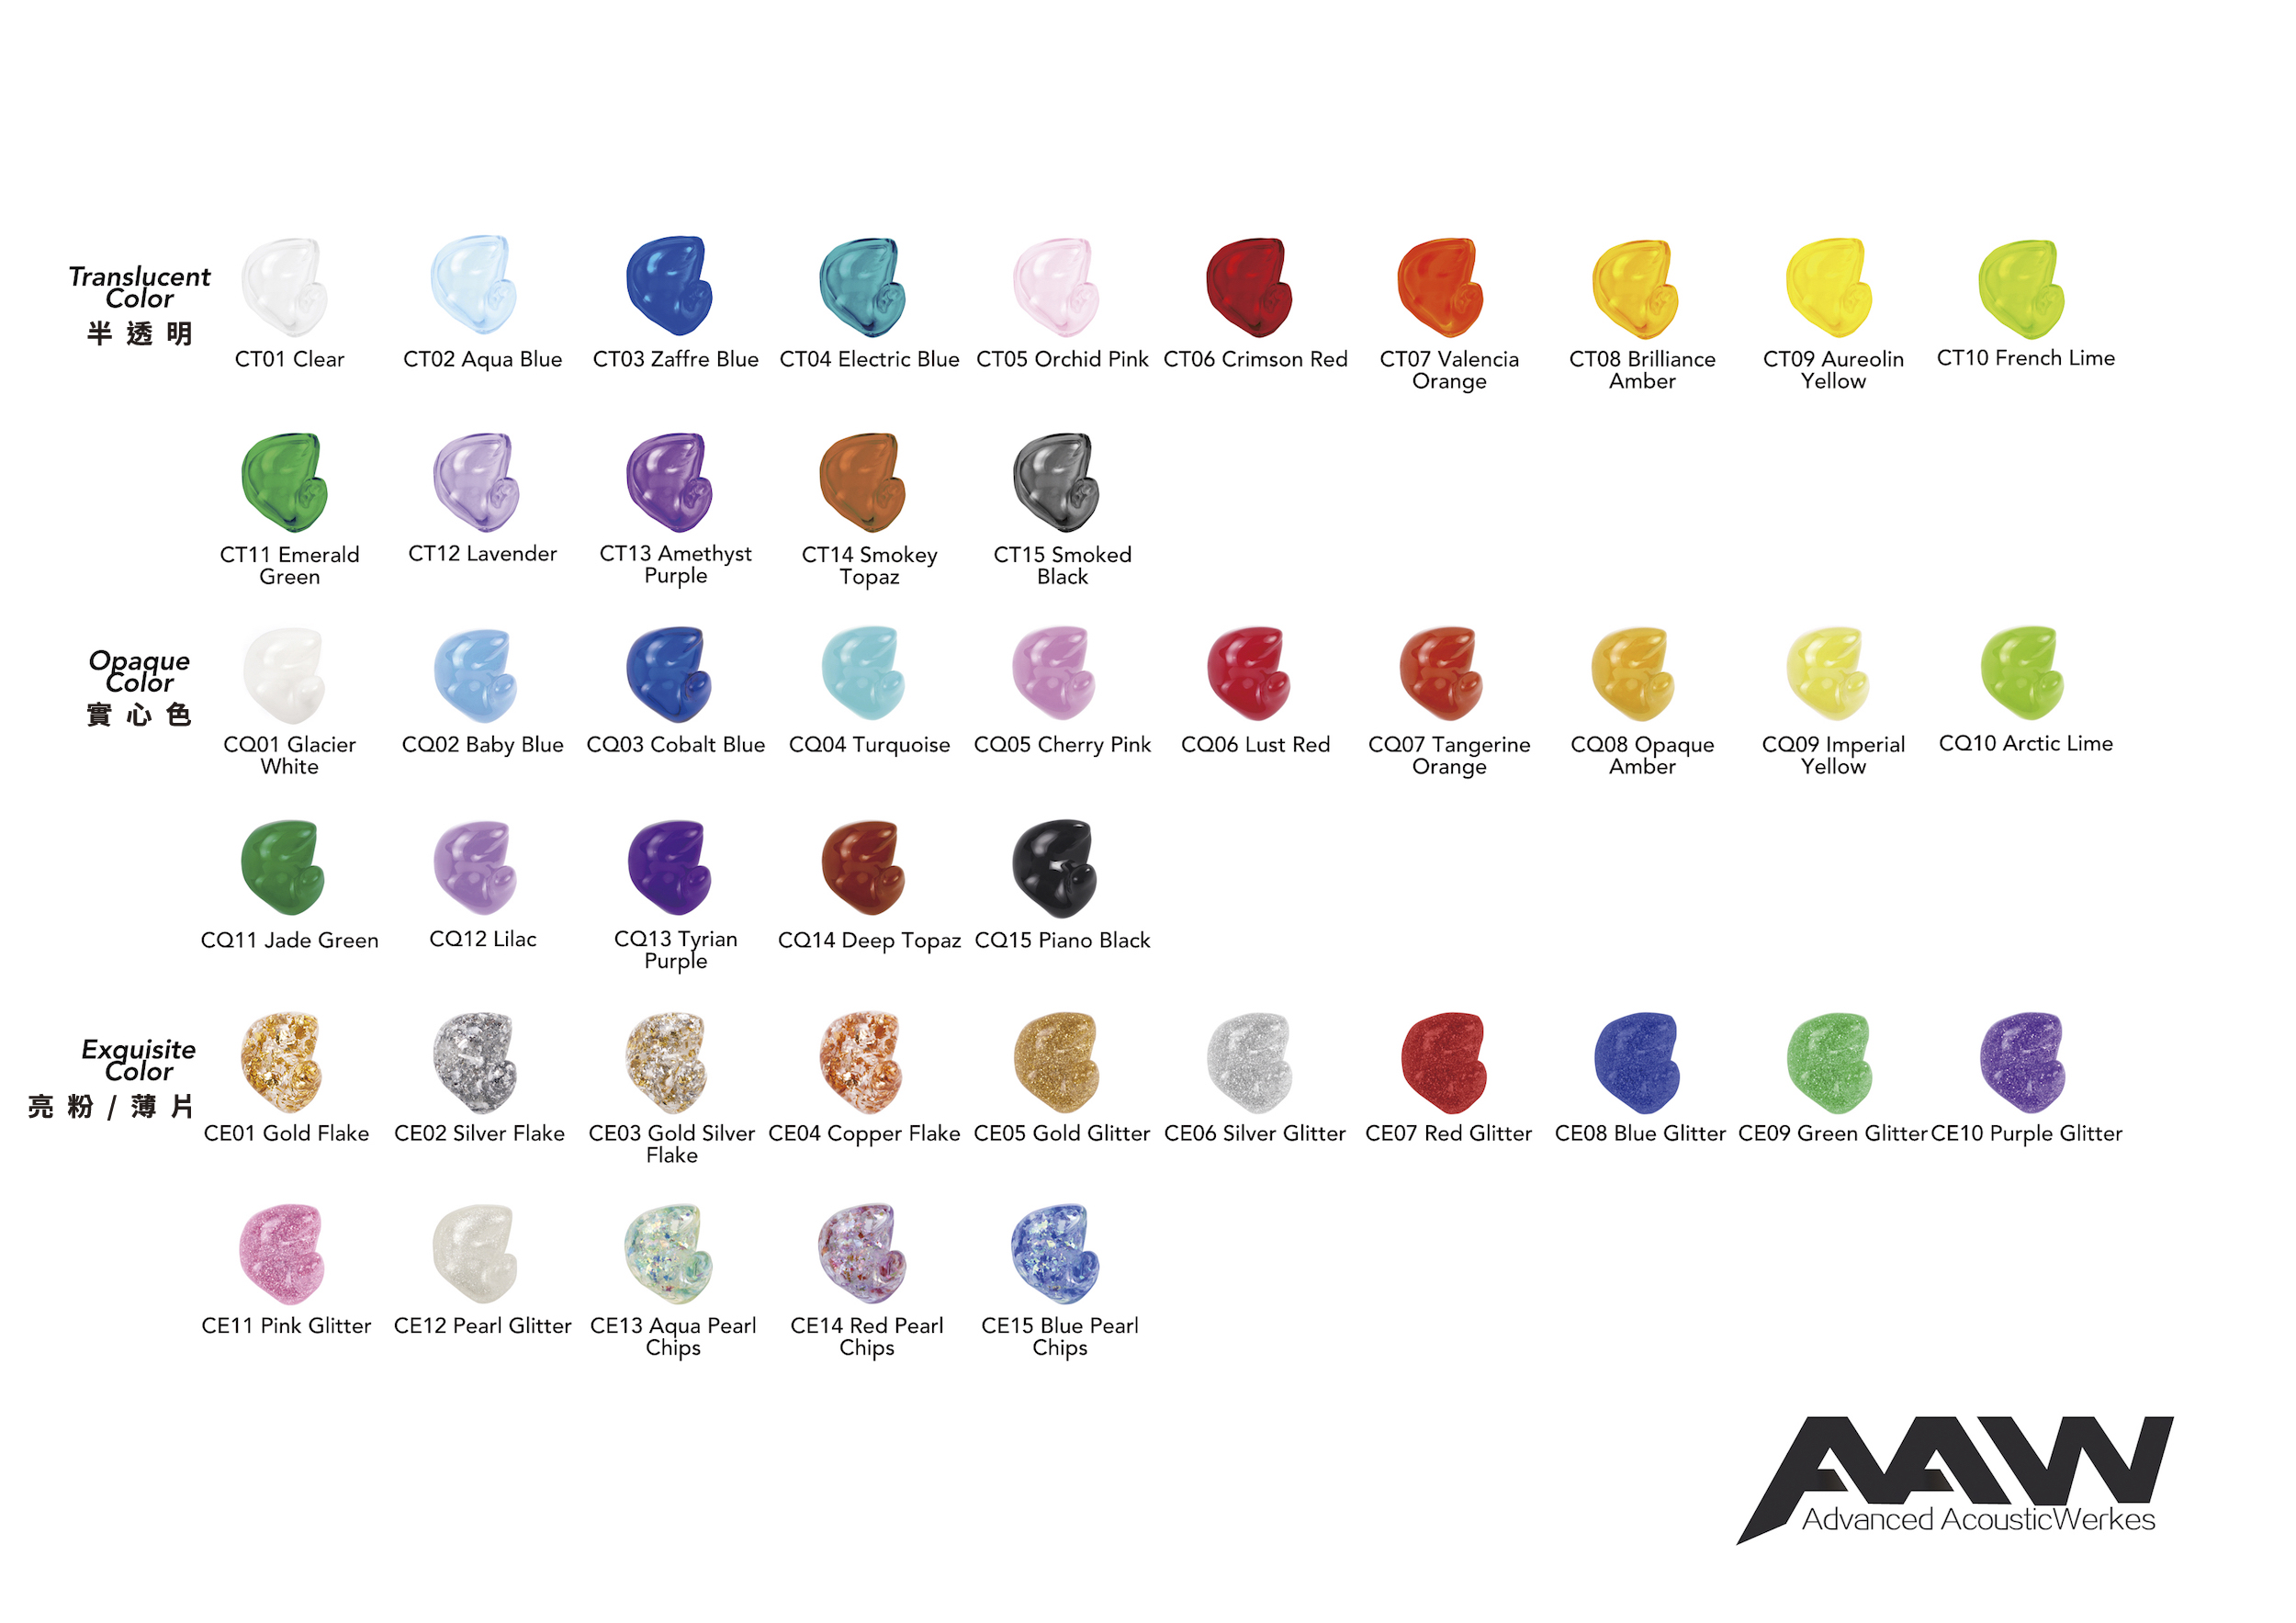 Translucent
Color
半透明
CT01 Clear
CT02 Aqua Blue
CT03 Zaffre Blue
CT04 Electric Blue
CT05 Orchid Pink
CT06 Crimson Red
CT07 Valencia
Orange
CT08 Brilliance
Amber
CT09 Aureolin
Yellow
CT10 French Lime
CT11 Emerald
Green
CT12 Lavender
CT13 Amethyst
Purple
CT14 Smokey
Topaz
CT15 Smoked
Black
Opaque
Color
實心色
CQ01 Glacier
White
CQ02 Baby Blue
CQ03 Cobalt Blue
CQ04 Turquoise
CQ05 Cherry Pink
CQ06 Lust Red
CQ07 Tangerine
Orange
CQ08 Opaque
Amber
CQ09 Imperial
Yellow
CQ10 Arctic Lime
CQ11 Jade Green
CQ12 Lilac
CQ13 Tyrian
Purple
CQ14 Deep Topaz
CQ15 Piano Black
Exquisite
Color
亮粉/薄片
CE01 Gold Flake
CE02 Silver Flake
CE03 Gold Silver
Flake
CE04 Copper Flake
CE05 Gold Glitter
CE06 Silver Glitter
CE07 Red Glitter
CE08 Blue Glitter
CE09 Green Glitter
CE10 Purple Glitter
CE11 Pink Glitter
CE12 Pearl Glitter
CE13 Aqua Pearl
Chips
CE14 Red Pearl
Chips
CE15 Blue Pearl
Chips
AAW
Advanced AcousticWerkes